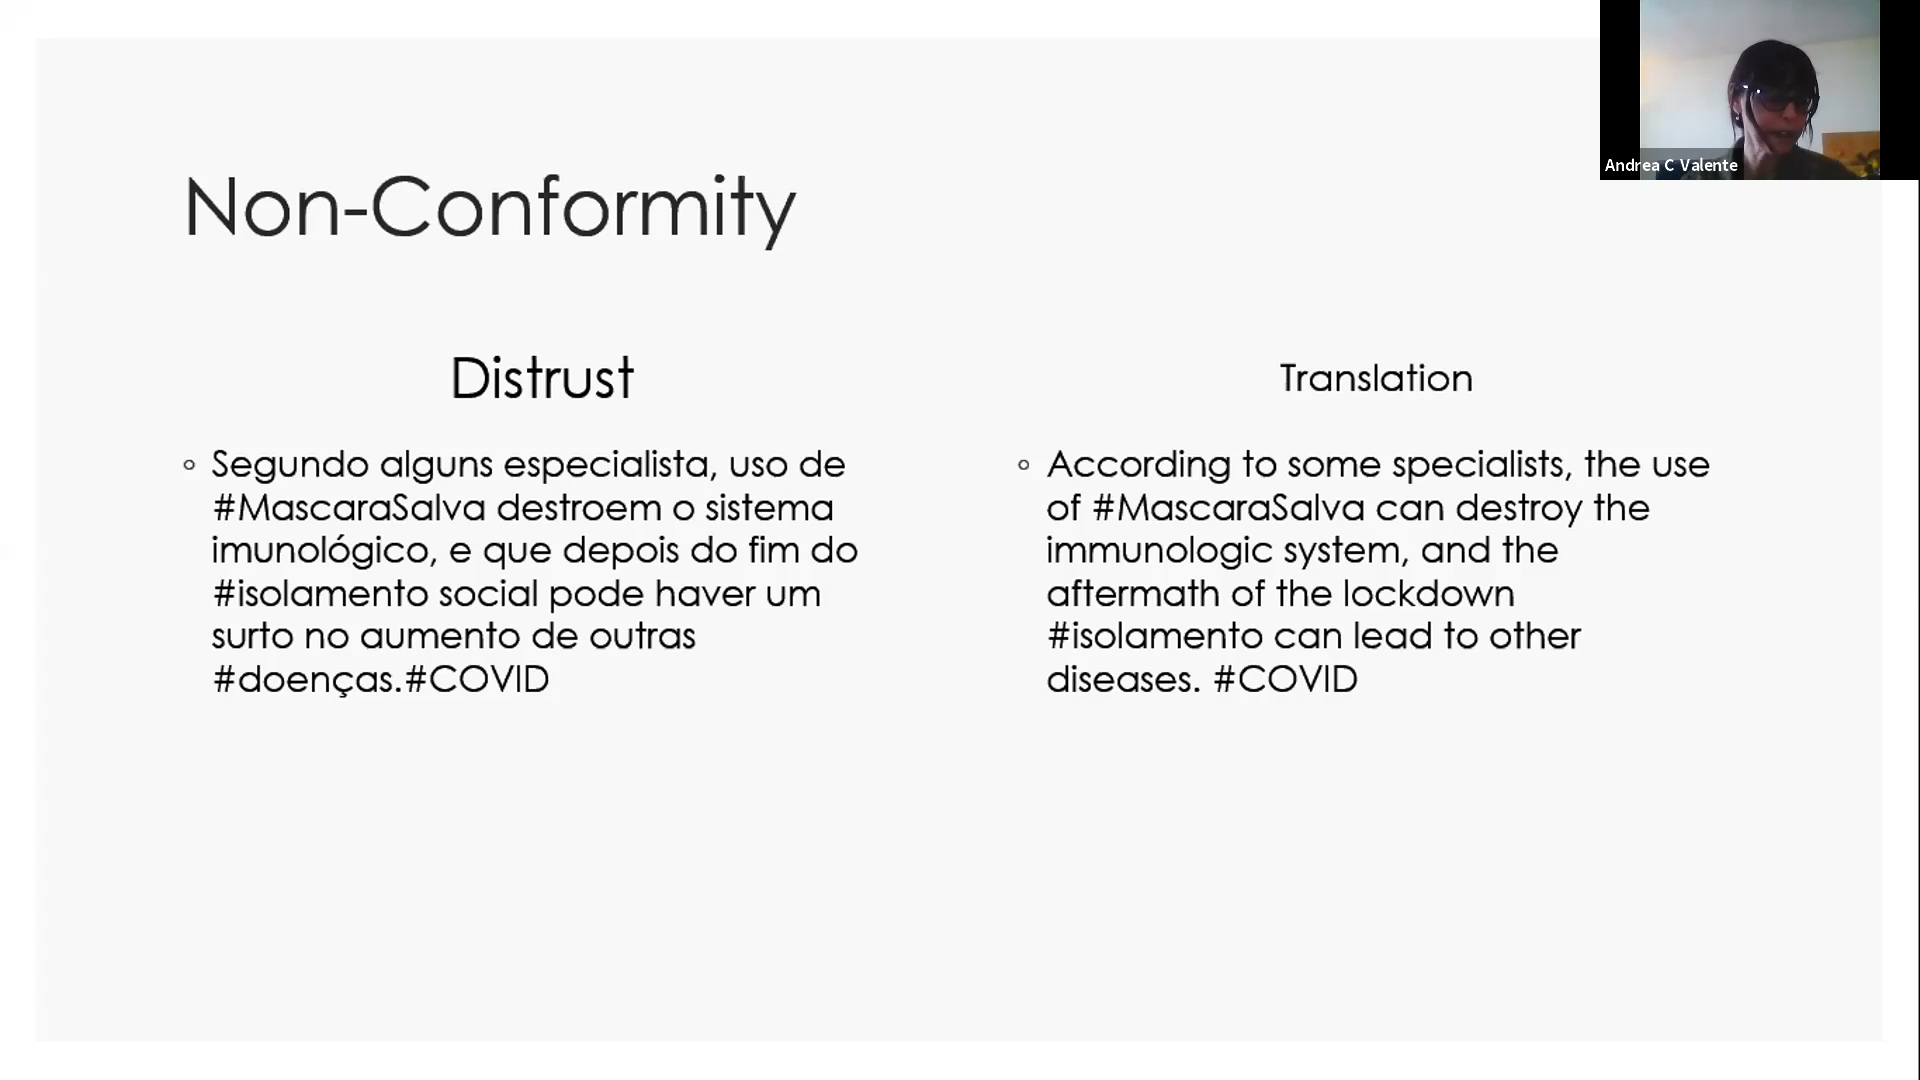 Andrea C Valente
Non-Conformity
Distrust
Segundo alguns especialista, uso de
#MascaraSalva destroem o sistema
imunológico, e que depois do fim do
#isolamento social pode haver um
surto no aumento de outras
#doenças.#COVID
Translation
According to some specialists, the use
of #MascaraSalva can destroy the
immunologic system, and the
aftermath of the lockdown
#isolamento can lead to other
diseases. #COVID